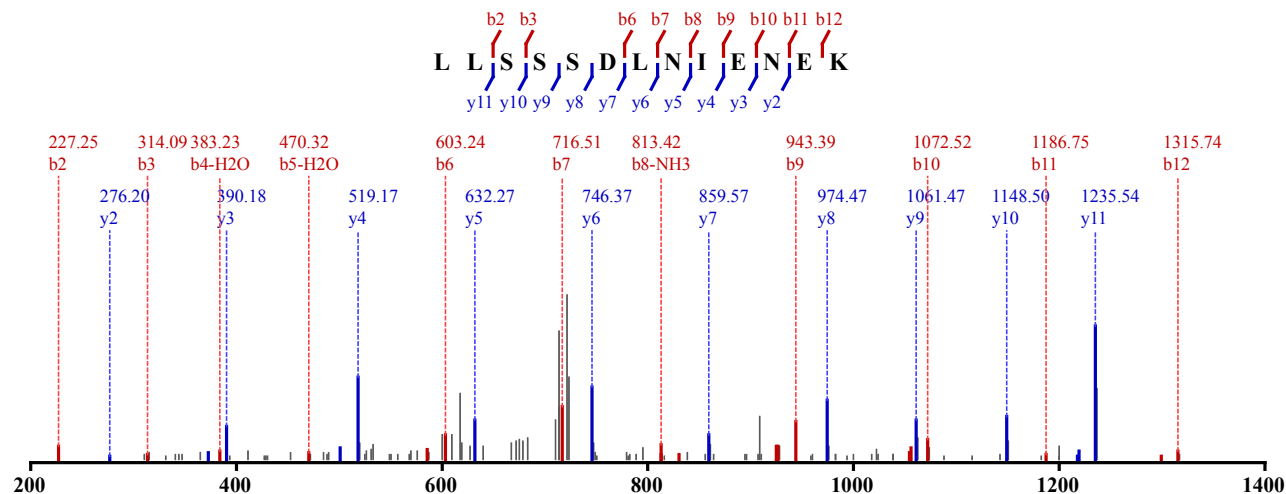 b2 b3 b6 b7 b8 b9 b10 b11 b12
L L S S S D L N I E N E K
y11 y10 y9 y8 y7 y6 y5 y4 y3 y2
227.25 314.09 383.23 470.32 603.24 716.51 813.42 943.39 1072.52 1186.75 1315.74
b2 b3 b4-H2O b5-H2O b6 b7 b8-NH3 b9 b10 b11 b12
276.20 390.18 519.17 632.27 746.37 859.57 974.47 1061.47 1148.50 1235.54
y2 y3 y4 y5 y6 y7 y8 y9 y10 y11
200 400 600 800 1000 1200 1400